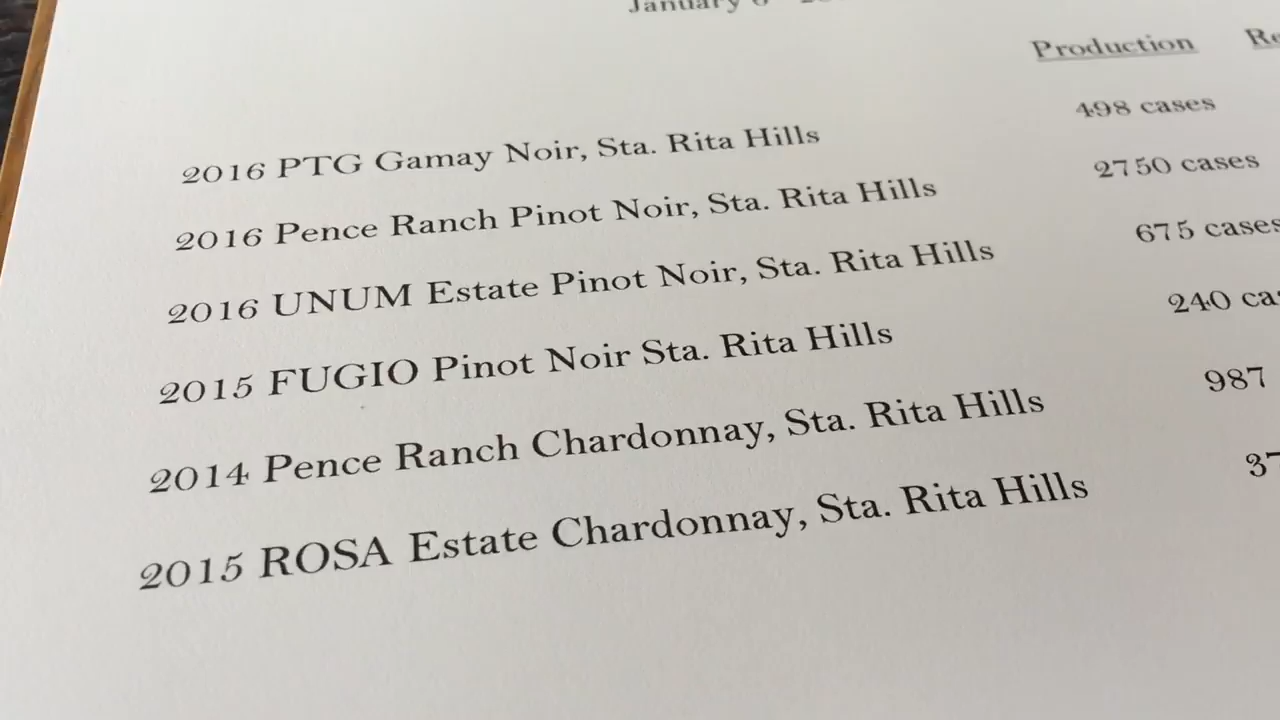 January
Production
2016 PTG Gamay Noir, Sta. Rita Hills 498 cases
2016 Pence Ranch Pinot Noir, Sta. Rita Hills 2750 cases
2016 UNUM Estate Pinot Noir, Sta. Rita Hills 675 cases
2015 FUGIO Pinot Noir Sta. Rita Hills 240
2014 Pence Ranch Chardonnay, Sta. Rita Hills 987
2015 ROSA Estate Chardonnay, Sta. Rita Hills